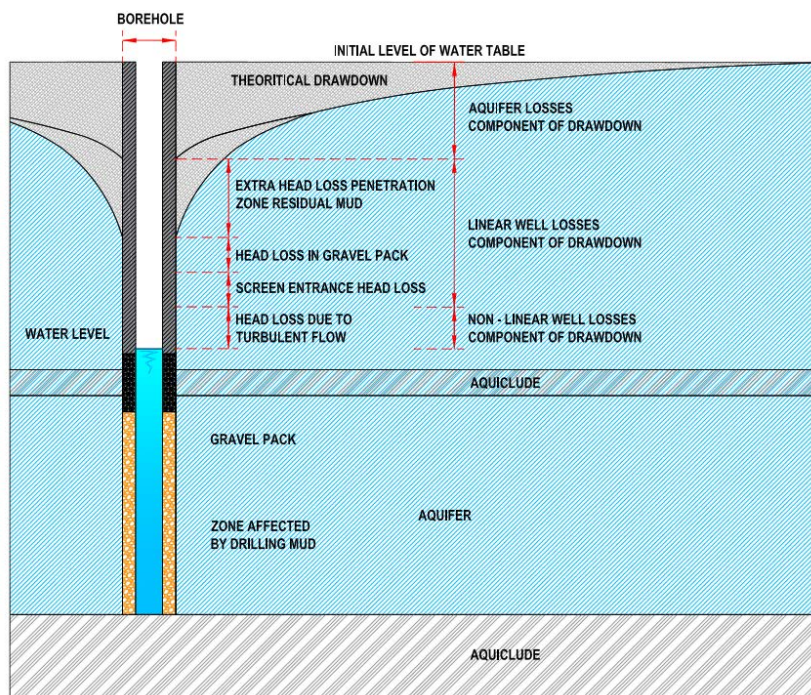 BOREHOLE
INITIAL LEVEL OF WATER TABLE
THEORITICAL DRAWDOWN
AQUIFER LOSSES
COMPONENT OF DRAWDOWN
EXTRA HEAD LOSS PENETRATION
ZONE RESIDUAL MUD
LINEAR WELL LOSSES
COMPONENT OF DRAWDOWN
HEAD LOSS IN GRAVEL PACK
SCREEN ENTRANCE HEAD LOSS
WATER LEVEL
HEAD LOSS DUE TO
TURBULENT FLOW
NON - LINEAR WELL LOSSES
COMPONENT OF DRAWDOWN
AQUICLUDE
GRAVEL PACK
ZONE AFFECTED
BY DRILLING MUD
AQUIFER
AQUICLUDE